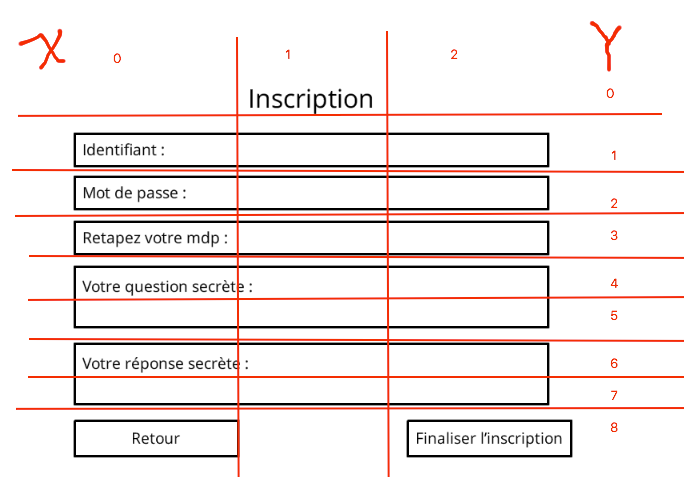 X 0 1 2 Y
Inscription 0
Identifiant : 1
Mot de passe : 2
Retapez votre mdp : 3
Votre question secrète : 4
5
Votre réponse secrète : 6
7
Retour Finaliser l’inscription 8